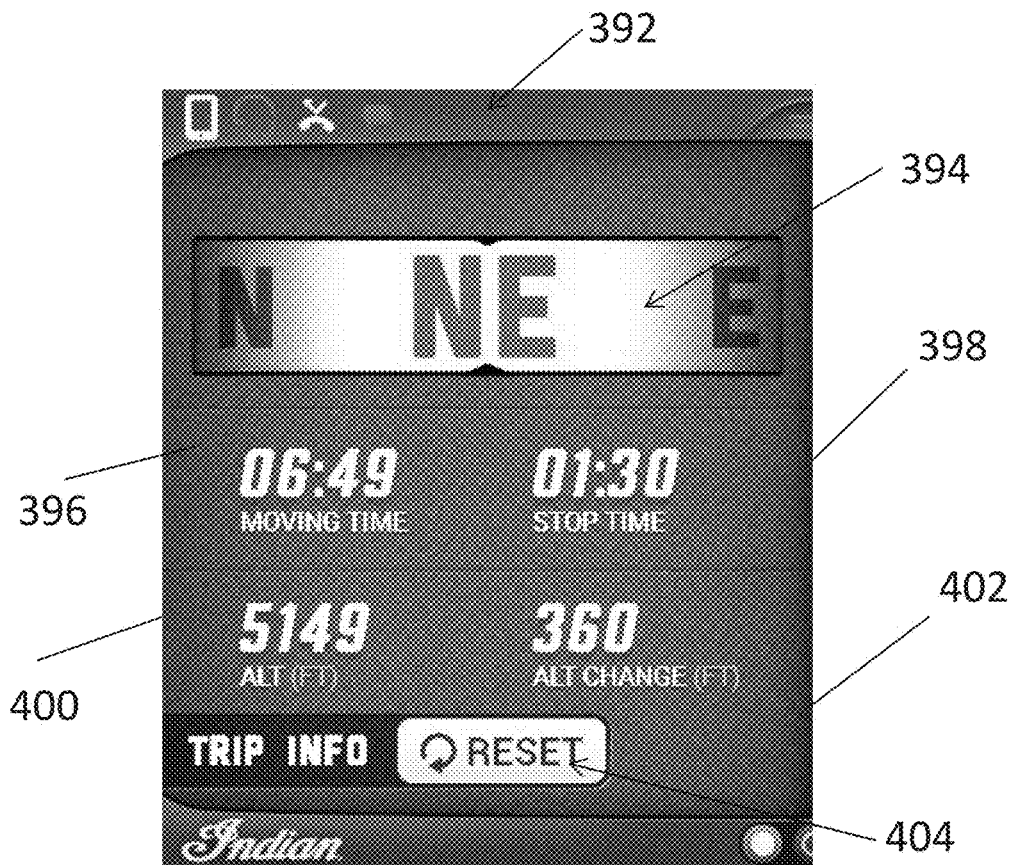 392
394
N NE E
398
06:49 01:30
MOVING TIME STOP TIME
396
402
5149 360
ALT (FT) ALT CHANGE (FT)
400
TRIP INFO RESET
Indian
404